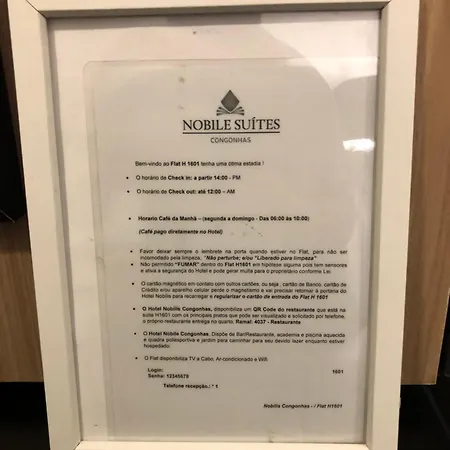 NOBILE SUÍTES
CONGONHAS
Bem-vindo ao Flat H 1601 tenha uma ótima estadia !
• O horário de Check in: a partir 14:00 - PM
• O horário de Check out: até 12:00 – AM
• Horario Café da Manhã – (segunda a domingo - Das 06:00 às 10:00)
(Café pago diretamente na Hotel)
• Favor deixar sempre o lembrete na porta quando estiver no Flat, para não ser
incomodado pela limpeza, "Não perturbe; e/ou "Liberado para limpeza"
• Não permitido "FUMAR" dentro do Flat H1601 em hipótese alguma pois tem sensores
e ativa a segurança do Hotel e pode gerar multa para o proprietário conforme Lei.
• O cartão magnético em contato com outros cartões, ou seja, cartão de Banco, cartão de
Crédito e/ou aparelho celular perde o magnetismo e vai precisar retornar à portaria do
Hotel Nobilis para recarregar e regularizar o cartão de entrada do Flat H 1601
• O Hotel Nobilis Congonhas, disponibiliza um QR Code do restaurante que está na
suíte H1601 com os principais pratos que pode ser visualizado e solicitado por telefone,
o próprio restaurante entrega no quarto. Ramal: 4037 - Restaurante
• O Hotel Nobile Congonhas, Dispõe de Bar/Restaurante, academia e piscina aquecida
e quadra poliesportiva e jardim para caminhar para seu devido lazer enquanto estiver
hospedado.
• O Flat disponibiliza TV a Cabo, Ar-condicionado e Wifi
Login: 1601
Senha: 12345678
Telefone recepção.: * 1
Nobilis Congonhas - / Flat H1601